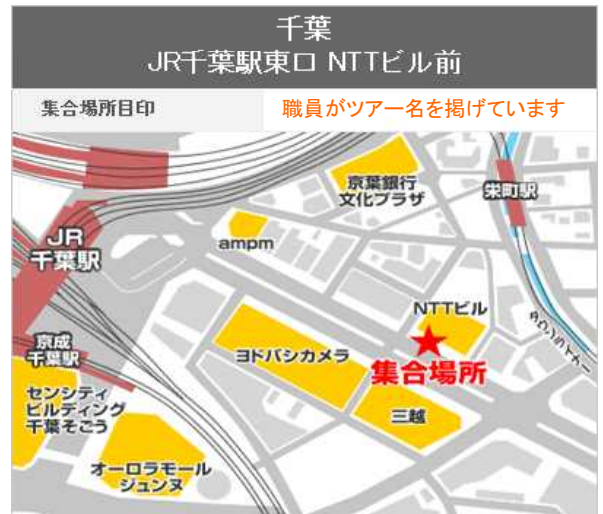 千葉
JR千葉駅東口 NTTビル前
集合場所目印
職員がツアー名を掲げています
京葉銀行
文化プラザ
栄町駅
JR
千葉駅
ampm
NTTビル
京成
千葉駅
ヨドバシカメラ
集合場所
センシティ
ビルディング
千葉そごう
三越
オーロラモール
ジュンヌ